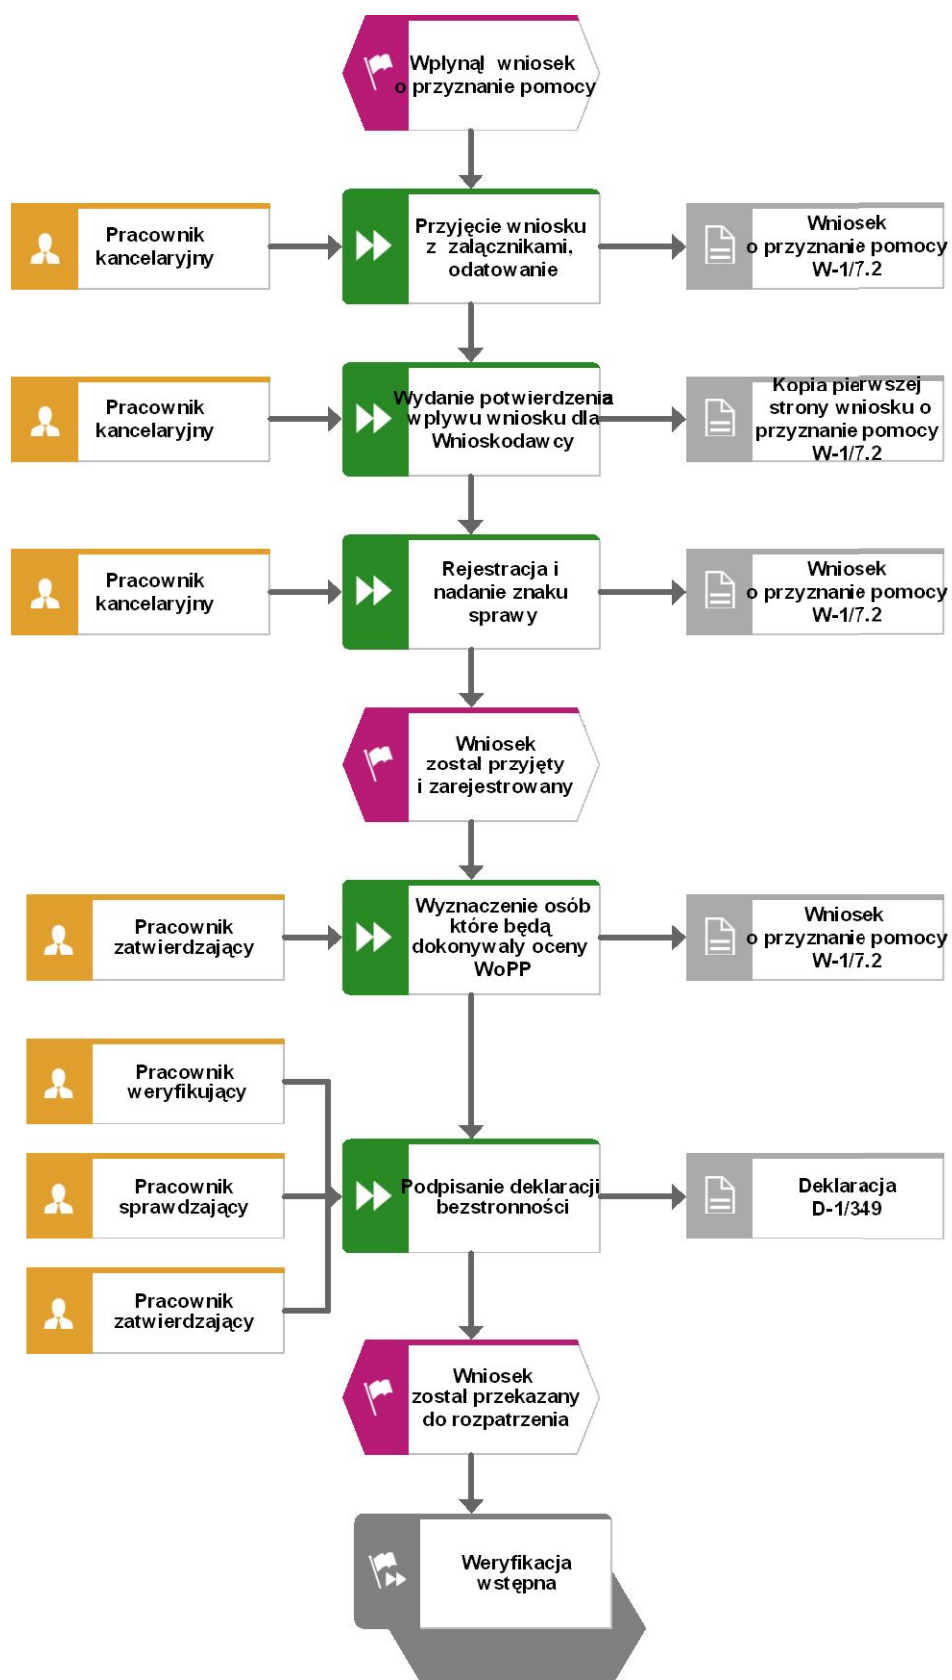 Wpłynął wniosek
o przyznanie pomocy
Pracownik
kancelaryjny
Przyjęcie wniosku
z załącznikami,
odatowanie
Wniosek
o przyznanie pomocy
W-1/7.2
Pracownik
kancelaryjny
Wydanie potwierdzenia
wpływu wniosku dla
Wnioskodawcy
Kopia pierwszej
strony wniosku o
przyznanie pomocy
W-1/7.2
Pracownik
kancelaryjny
Rejestracja i
nadanie znaku
sprawy
Wniosek
o przyznanie pomocy
W-1/7.2
Wniosek
został przyjęty
i zarejestrowany
Pracownik
zatwierdzający
Wyznaczenie osób
które będą
dokonywały oceny
WoPP
Wniosek
o przyznanie pomocy
W-1/7.2
Pracownik
weryfikujący
Pracownik
sprawdzający
Pracownik
zatwierdzający
Podpisanie deklaracji
bezstronności
Deklaracja
D-1/349
Wniosek
został przekazany
do rozpatrzenia
Weryfikacja
wstępna